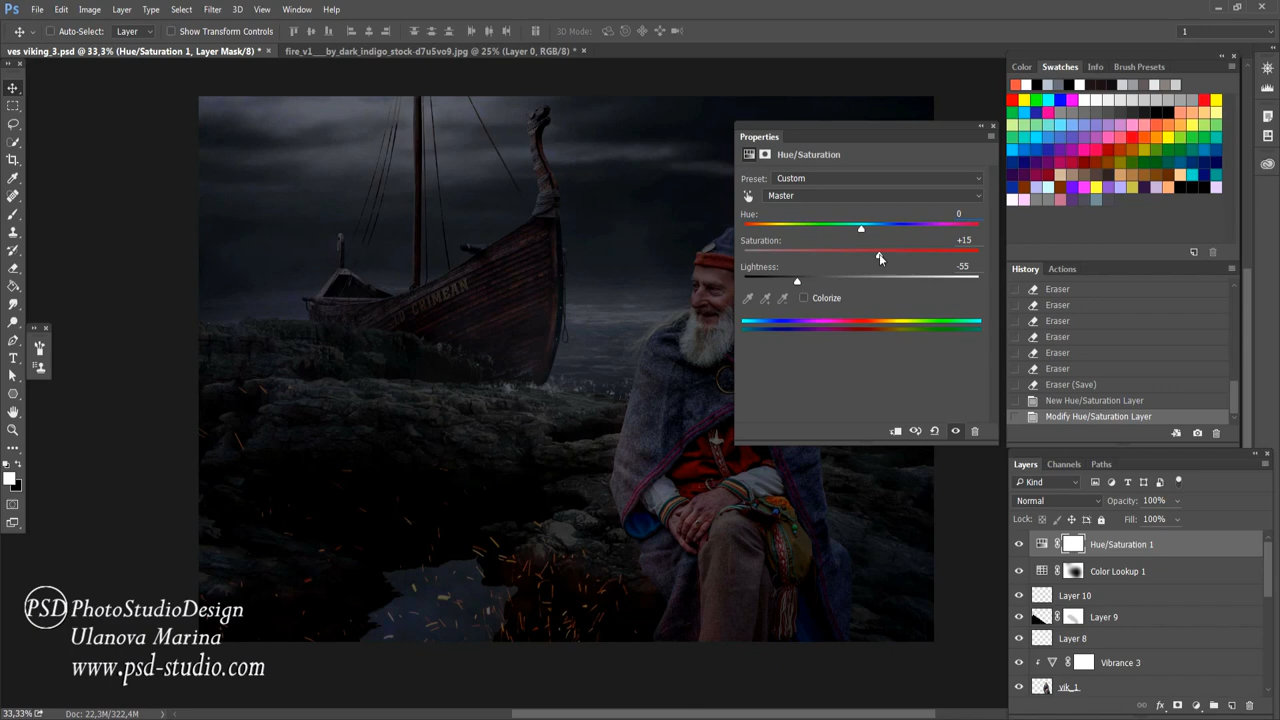 Ps File Edit Image Layer Type Select Filter 3D View Window Help
Auto-Select: Layer Show Transform Controls 3D Mode: 1
ves viking_3.psd @ 33,3% (Hue/Saturation 1, Layer Mask/8) * × fire_v1___by_dark_indigo_stock-d7u5vo9.jpg @ 25% (Layer 0, RGB/8) * ×
Color Swatches Info Brush Presets
Properties
Hue/Saturation
Preset: Custom
Master
Hue: 0
Saturation: +15
Lightness: -55
Colorize
History Actions
Eraser
Eraser
Eraser
Eraser
Eraser
Eraser
Eraser (Save)
New Hue/Saturation Layer
Modify Hue/Saturation Layer
Layers Channels Paths
Kind
Normal Opacity: 100%
Lock: Fill: 100%
Hue/Saturation 1
Color Lookup 1
Layer 10
Layer 9
Layer 8
Vibrance 3
vik_1
fx
CHIMEAN
PSD PhotoStudioDesign
Ulanova Marina
www.psd-studio.com
33,33% Doc: 22,3M/322,4M